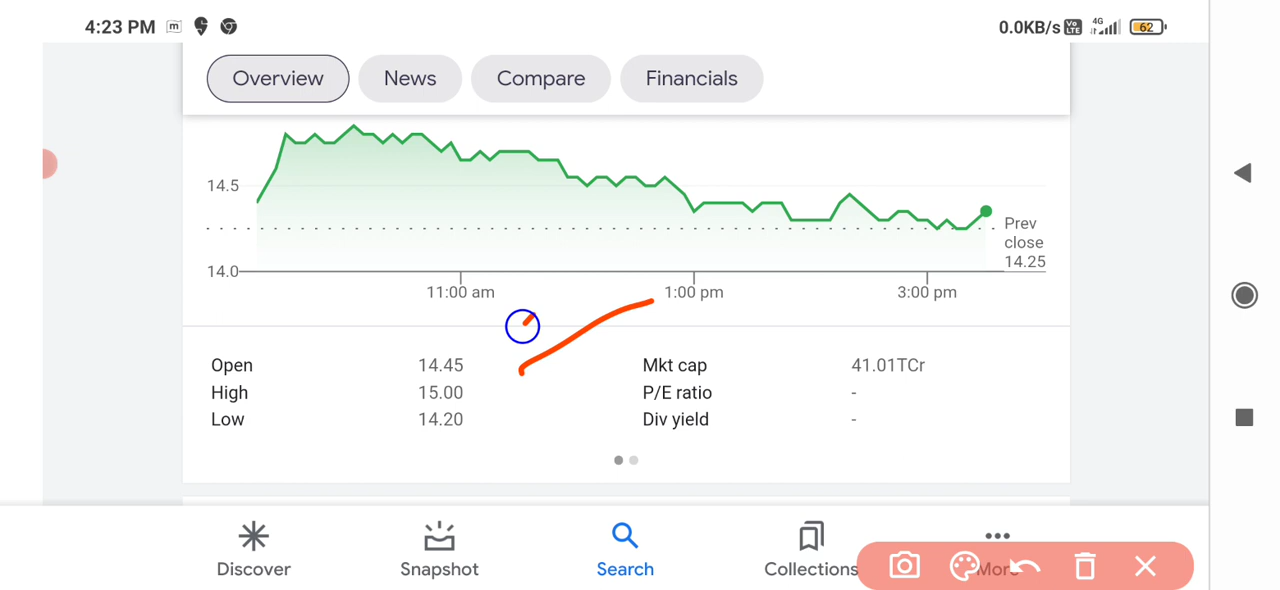 4:23 PM m 0.0KB/s Vo LTE 4G 62
Overview News Compare Financials
14.5
Prev
close
14.25
14.0
11:00 am 1:00 pm 3:00 pm
Open 14.45 Mkt cap 41.01TCr
High 15.00 P/E ratio -
Low 14.20 Div yield -
Discover Snapshot Search Collections More